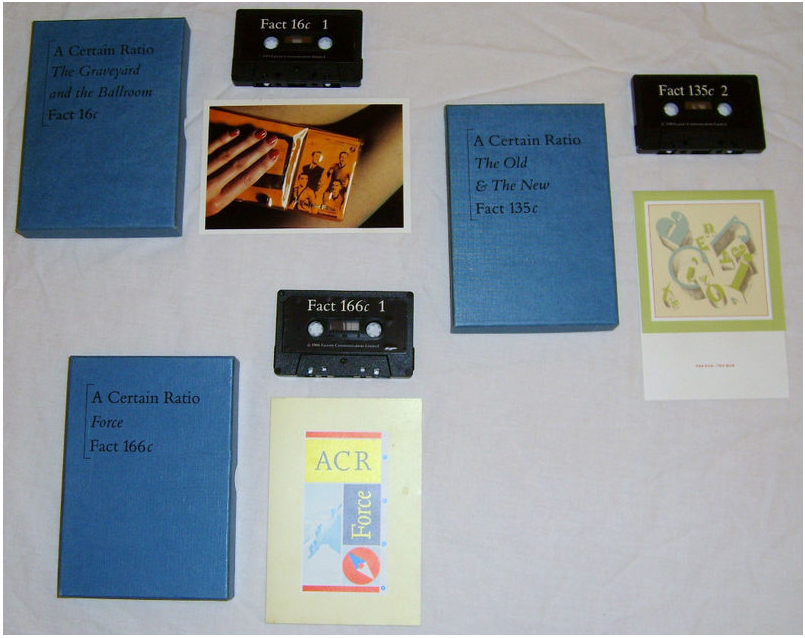 A Certain Ratio
The Graveyard
and the Ballroom
Fact 16c
Fact 16c 1
A Certain Ratio
The Old
& The New
Fact 135c
Fact 135c 2
Fact 166c 1
© 1986 Factory Communications Limited
A Certain Ratio
Force
Fact 166c
ACR
Force